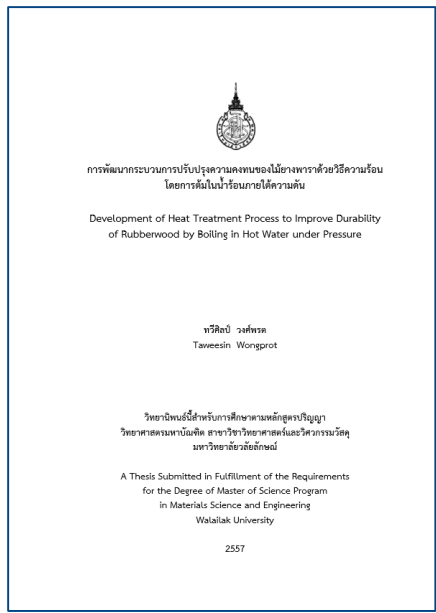 การพัฒนากระบวนการปรับปรุงความคงทนของไม้ยางพาราด้วยวิธีความร้อน
โดยการต้มในน้ำร้อนภายใต้ความดัน
Development of Heat Treatment Process to Improve Durability
of Rubberwood by Boiling in Hot Water under Pressure
ทวีศิลป์ วงศ์พรต
Taweesin Wongprot
วิทยานิพนธ์นี้สำหรับการศึกษาตามหลักสูตรปริญญา
วิทยาศาสตรมหาบัณฑิต สาขาวิชาวิทยาศาสตร์และวิศวกรรมวัสดุ
มหาวิทยาลัยวลัยลักษณ์
A Thesis Submitted in Fulfillment of the Requirements
for the Degree of Master of Science Program
in Materials Science and Engineering
Walailak University
2557